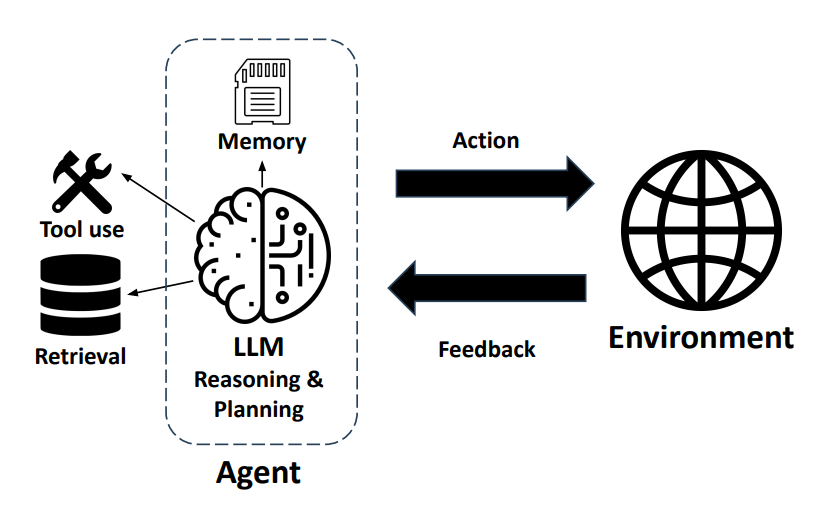 Memory
Tool use
Retrieval
LLM
Reasoning &
Planning
Agent
Action
Feedback
Environment